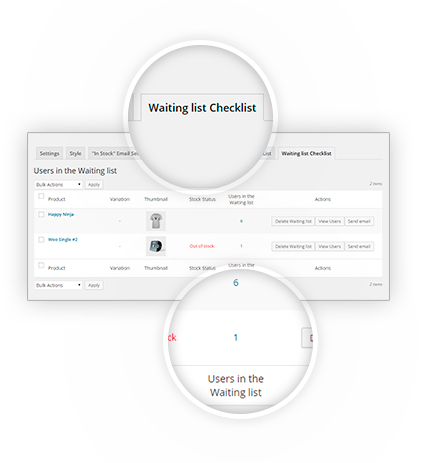 Waiting list Checklist
Settings Style "In Stock" Email Se List Waiting list Checklist
Users in the Waiting list
Bulk Actions Apply 2 items
Product Variation Thumbnail Stock Status Users in the Waiting list Actions
Happy Ninja - 6 Delete Waiting list View Users Send email
Woo Single #2 - Out of stock 1 Delete Waiting list View Users Send email
Product Variation Thumbnail Stock Status Users in the Actions
Bulk Actions Apply 2 items
6
ck 1
Users in the
Waiting list